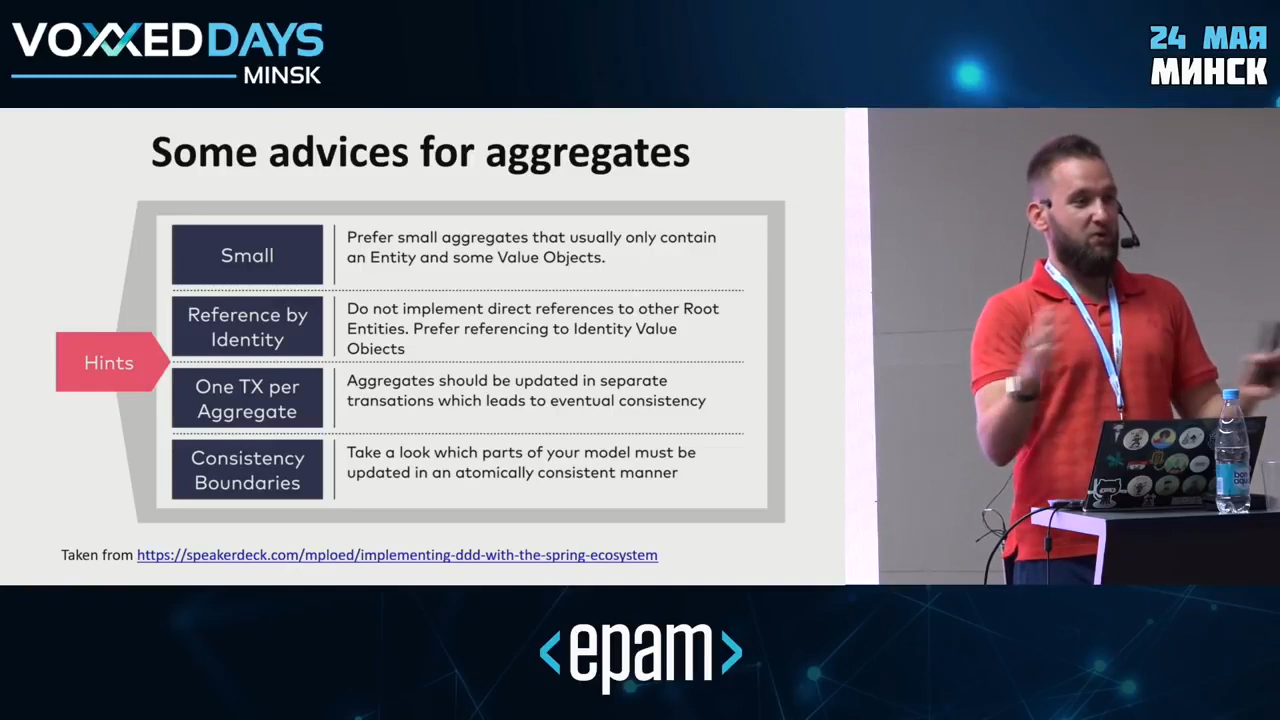 VOXXED DAYS
MINSK
24 МАЯ
МИНСК
Some advices for aggregates
Hints
Small
Prefer small aggregates that usually only contain
an Entity and some Value Objects.
Reference by
Identity
Do not implement direct references to other Root
Entities. Prefer referencing to Identity Value
Objects
One TX per
Aggregate
Aggregates should be updated in separate
transations which leads to eventual consistency
Consistency
Boundaries
Take a look which parts of your model must be
updated in an atomically consistent manner
Taken from https://speakerdeck.com/mploed/implementing-ddd-with-the-spring-ecosystem
<epam>